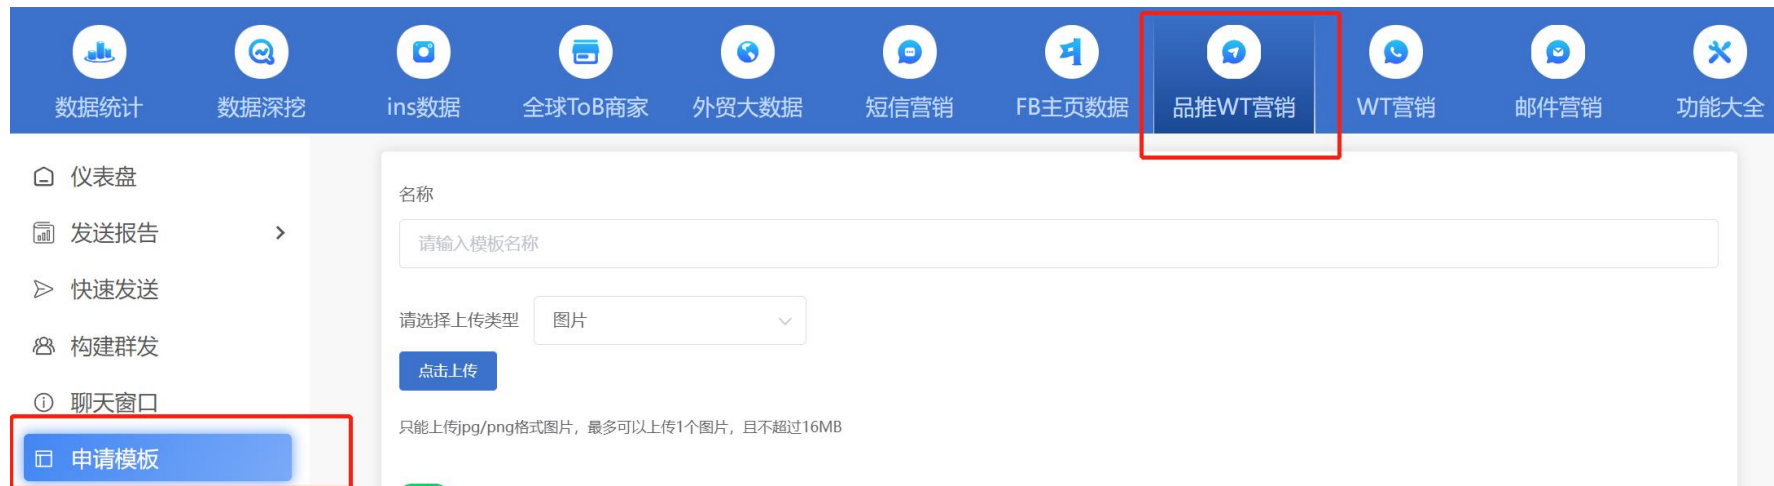 数据统计
数据深挖
ins数据
全球ToB商家
外贸大数据
短信营销
FB主页数据
品推WT营销
WT营销
邮件营销
功能大全
仪表盘
发送报告
快速发送
构建群发
聊天窗口
申请模板
名称
请输入模板名称
请选择上传类型 图片
点击上传
只能上传jpg/png格式图片，最多可以上传1个图片，且不超过16MB